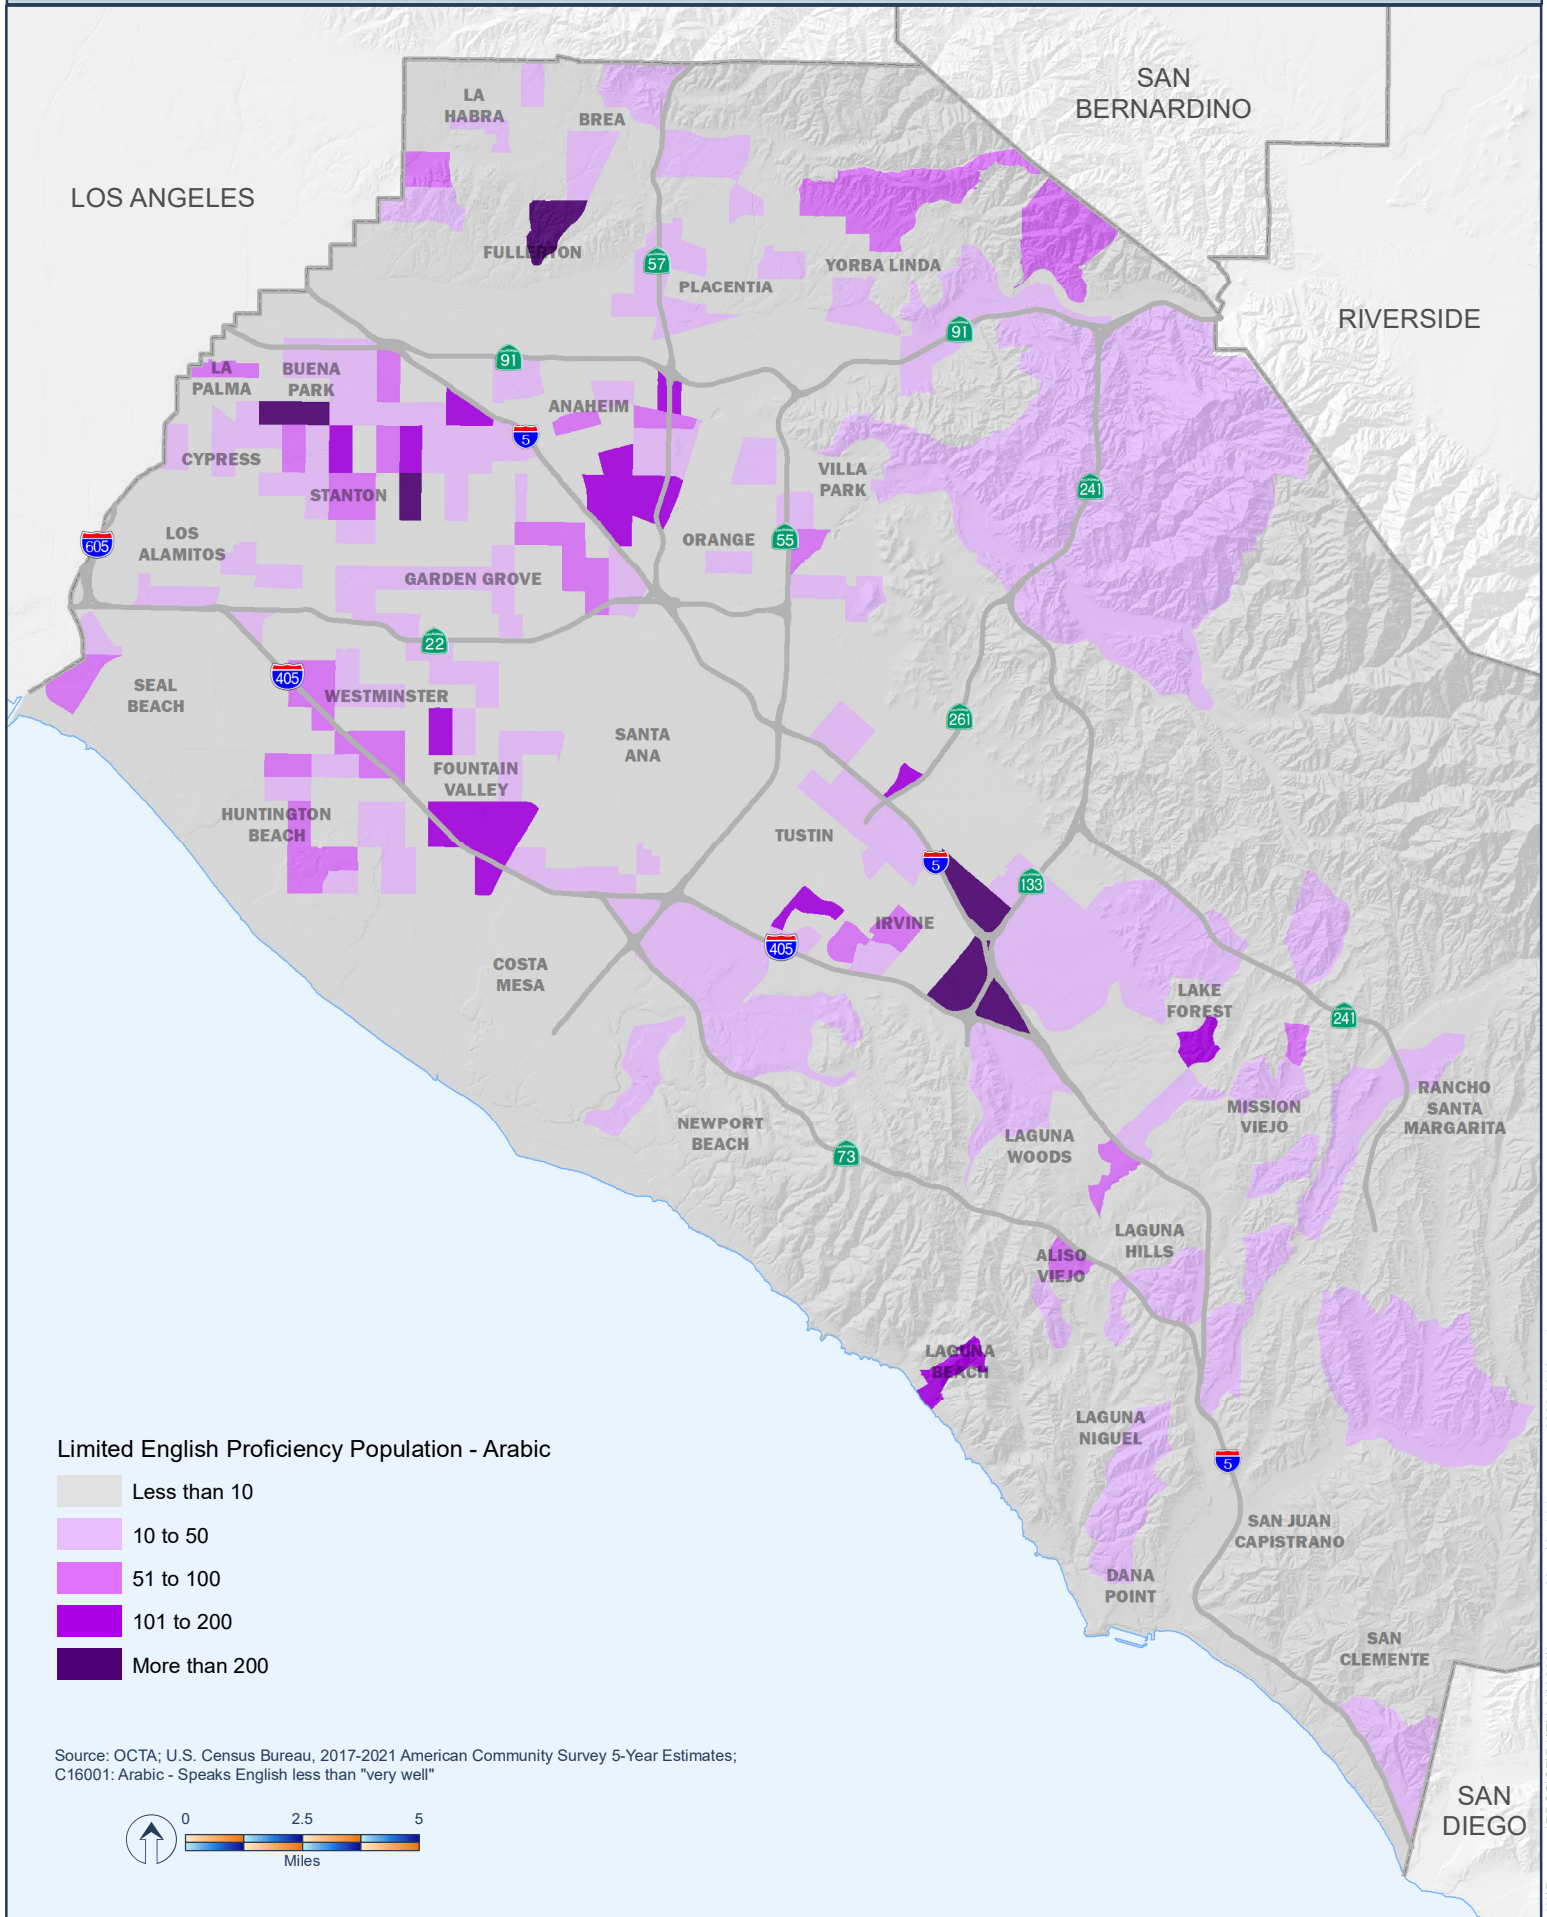 SAN
BERNARDINO
LOS ANGELES
RIVERSIDE
LA
HABRA
BREA
FULLERTON
57
PLACENTIA
YORBA LINDA
91
91
LA
PALMA
BUENA
PARK
ANAHEIM
5
CYPRESS
STANTON
VILLA
PARK
241
605
LOS
ALAMITOS
ORANGE
55
GARDEN GROVE
22
405
SEAL
BEACH
WESTMINSTER
261
SANTA
ANA
FOUNTAIN
VALLEY
HUNTINGTON
BEACH
TUSTIN
5
133
IRVINE
405
COSTA
MESA
LAKE
FOREST
241
RANCHO
SANTA
MARGARITA
MISSION
VIEJO
NEWPORT
BEACH
LAGUNA
WOODS
73
LAGUNA
HILLS
ALISO
VIEJO
LAGUNA
BEACH
LAGUNA
NIGUEL
5
SAN JUAN
CAPISTRANO
DANA
POINT
SAN
CLEMENTE
SAN
DIEGO
Limited English Proficiency Population - Arabic
Less than 10
10 to 50
51 to 100
101 to 200
More than 200
Source: OCTA; U.S. Census Bureau, 2017-2021 American Community Survey 5-Year Estimates;
C16001: Arabic - Speaks English less than "very well"
0 2.5 5
Miles